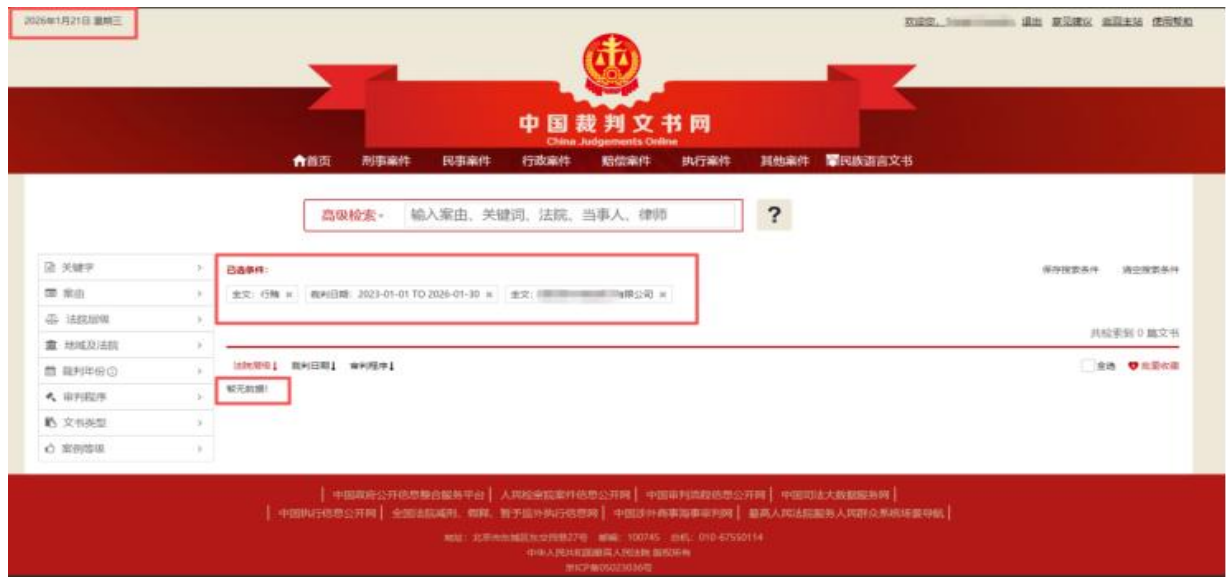 2026年1月21日 星期三
欢迎您， 退出 意见建议 返回主站 使用帮助
中国裁判文书网
China Judgements Online
首页 刑事案件 民事案件 行政案件 赔偿案件 执行案件 其他案件 民族语言文书
高级检索 输入案由、关键词、法院、当事人、律师 ?
关键字
案由
法院层级
地域及法院
裁判年份
审判程序
文书类型
案例等级
已选条件:
保存搜索条件 清空搜索条件
全文: 行贿 × 裁判日期: 2023-01-01 TO 2026-01-30 × 全文: 有限公司 ×
共检索到 0 篇文书
法院层级↓ 裁判日期↓ 审判程序↓
全选 批量收藏
暂无数据!
| 中国政府公开信息整合服务平台 | 人民检察院案件信息公开网 | 中国审判流程信息公开网 | 中国司法大数据服务网 |
| 中国执行信息公开网 | 全国法院减刑、假释、暂予监外执行信息网 | 中国涉外商事海事审判网 | 最高人民法院服务人民群众系统场景导航 |
地址：北京市东城区东交民巷27号 邮编：100745 总机：010-67550114
中华人民共和国最高人民法院 版权所有
京ICP备05023036号